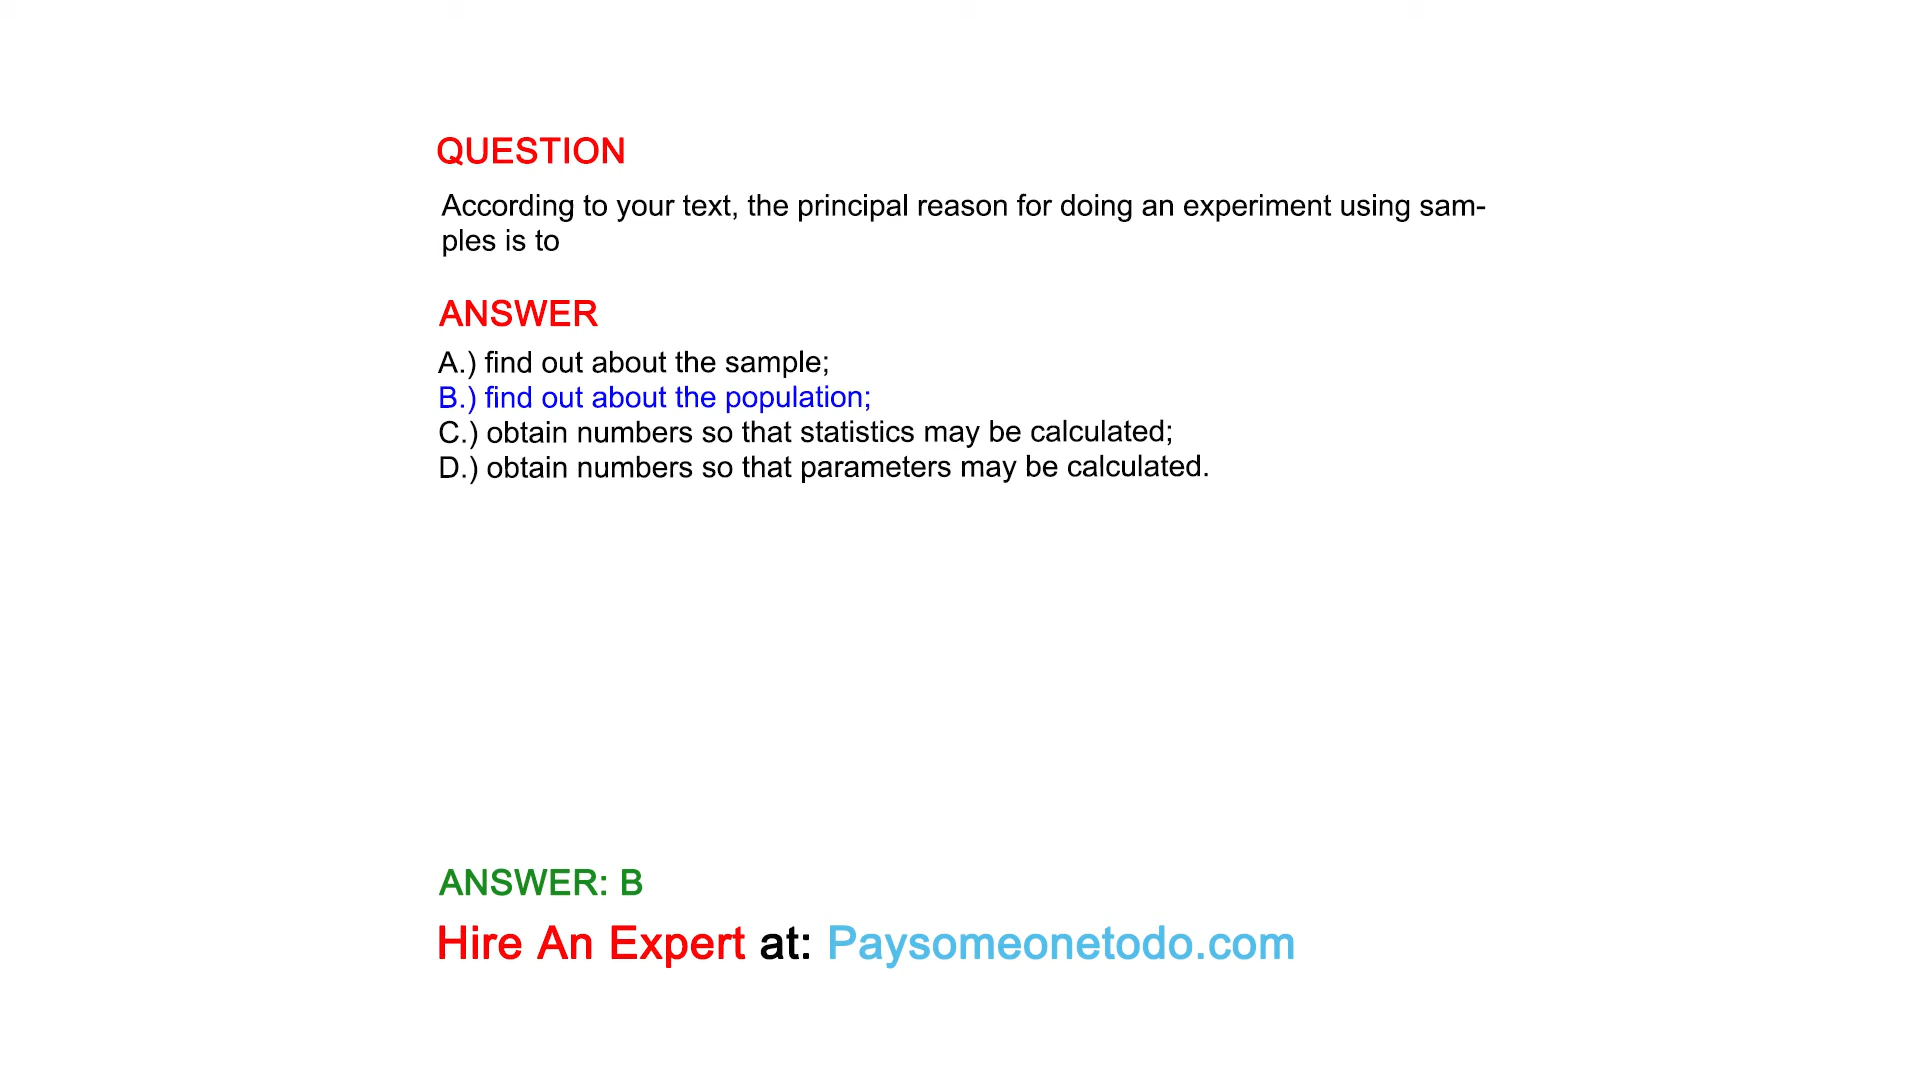 QUESTION
According to your text, the principal reason for doing an experiment using sam-
ples is to
ANSWER
A.) find out about the sample;
B.) find out about the population;
C.) obtain numbers so that statistics may be calculated;
D.) obtain numbers so that parameters may be calculated.
ANSWER: B
Hire An Expert at: Paysomeonetodo.com